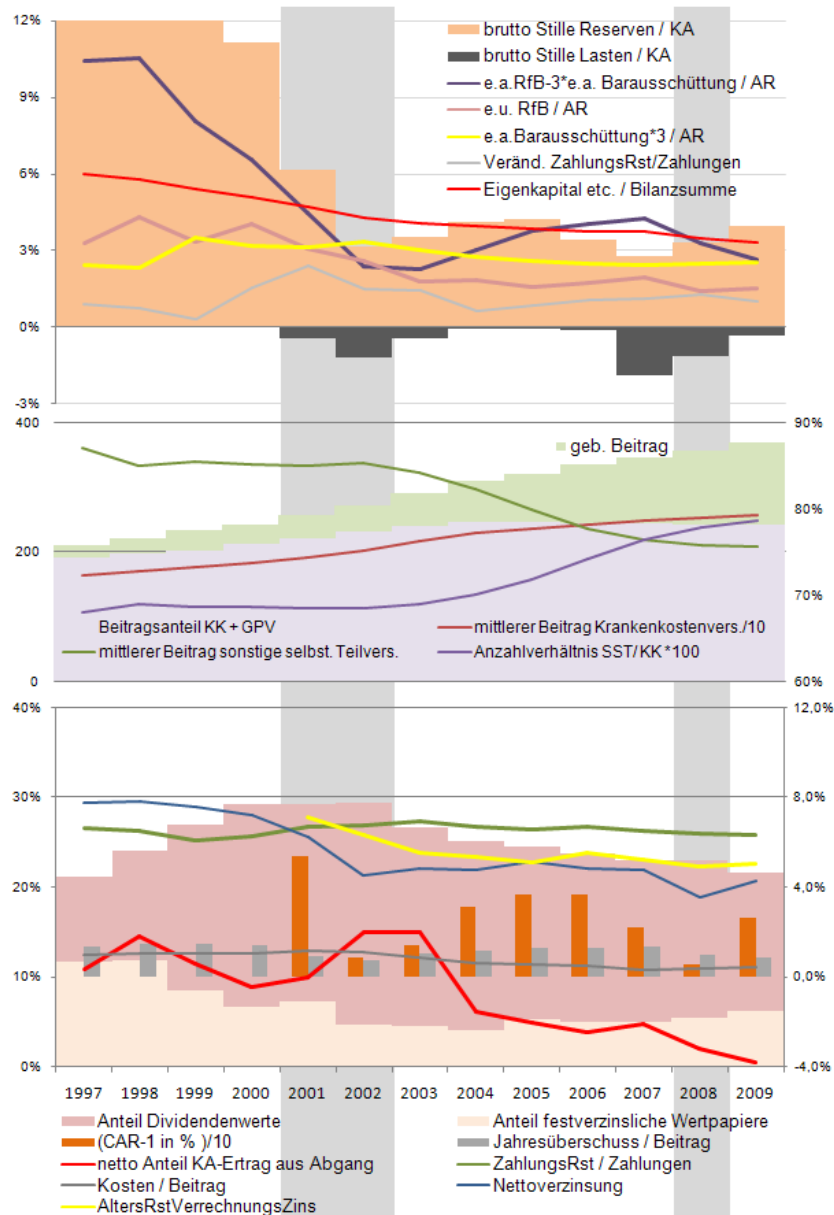 12%
brutto Stille Reserven / KA
brutto Stille Lasten / KA
9%
e.a.RfB-3*e.a. Barausschüttung / AR
e.u. RfB / AR
e.a.Barausschüttung*3 / AR
6%
Veränd. ZahlungsRst/Zahlungen
Eigenkapital etc. / Bilanzsumme
3%
0%
-3%
400
90%
geb. Beitrag
80%
200
70%
Beitragsanteil KK + GPV
mittlerer Beitrag Krankenkostenvers./10
mittlerer Beitrag sonstige selbst. Teilvers.
Anzahlverhältnis SST/KK *100
0
60%
40%
12,0%
30%
8,0%
20%
4,0%
10%
0,0%
0%
-4,0%
1997 1998 1999 2000 2001 2002 2003 2004 2005 2006 2007 2008 2009
Anteil Dividendenwerte
Anteil festverzinsliche Wertpapiere
(CAR-1 in % )/10
Jahresüberschuss / Beitrag
netto Anteil KA-Ertrag aus Abgang
ZahlungsRst / Zahlungen
Kosten / Beitrag
Nettoverzinsung
AltersRstVerrechnungsZins